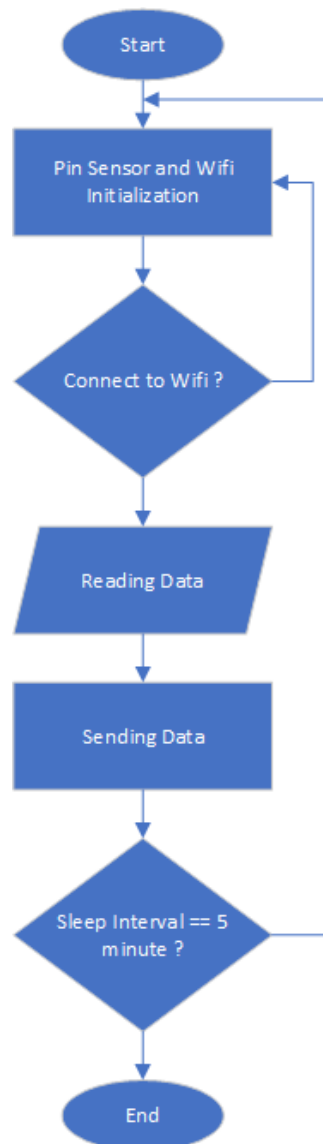 Start
Pin Sensor and Wifi
Initialization
Connect to Wifi ?
Reading Data
Sending Data
Sleep Interval == 5
minute ?
End